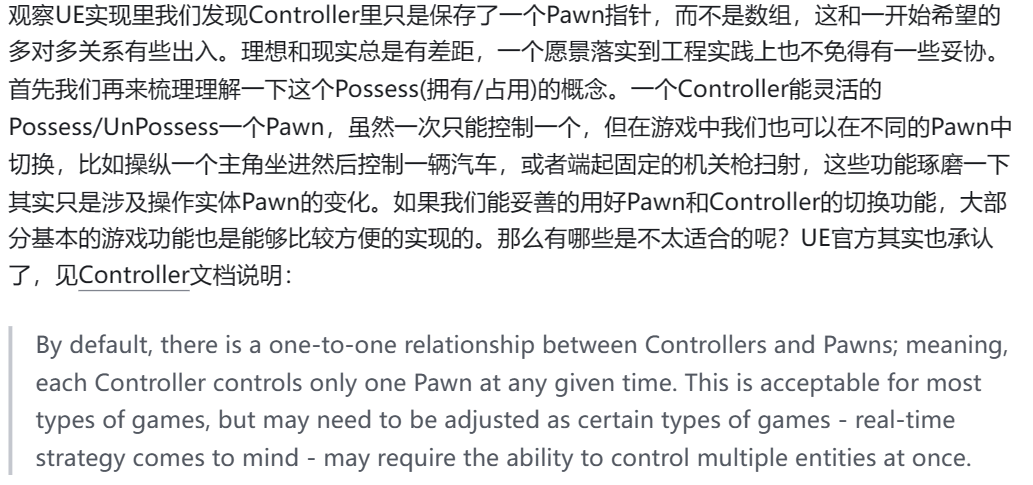 观察UE实现里我们发现Controller里只是保存了一个Pawn指针，而不是数组，这和一开始希望的
多对多关系有些出入。理想和现实总是有差距，一个愿景落实到工程实践上也不免得有一些妥协。
首先我们再来梳理理解一下这个Possess(拥有/占用)的概念。一个Controller能灵活的
Possess/UnPossess一个Pawn，虽然一次只能控制一个，但在游戏中我们也可以在不同的Pawn中
切换，比如操纵一个主角坐进然后控制一辆汽车，或者端起固定的机关枪扫射，这些功能琢磨一下
其实只是涉及操作实体Pawn的变化。如果我们能妥善的用好Pawn和Controller的切换功能，大部
分基本的游戏功能也是能够比较方便的实现的。那么有哪些是不太适合的呢？UE官方其实也承认
了，见Controller文档说明：
By default, there is a one-to-one relationship between Controllers and Pawns; meaning,
each Controller controls only one Pawn at any given time. This is acceptable for most
types of games, but may need to be adjusted as certain types of games - real-time
strategy comes to mind - may require the ability to control multiple entities at once.